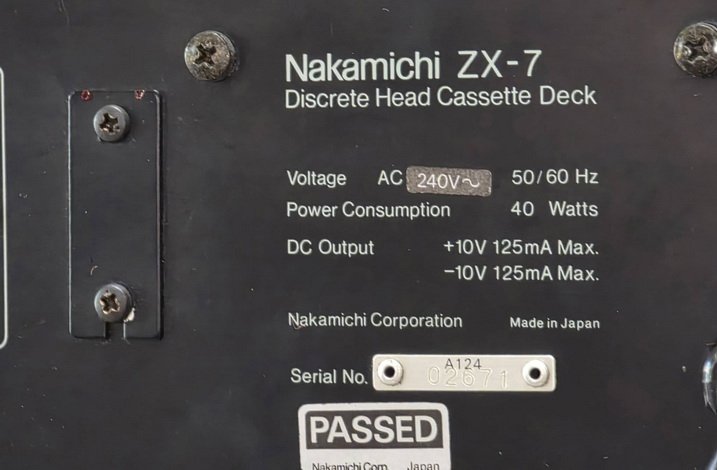 Nakamichi ZX-7
Discrete Head Cassette Deck
Voltage AC 240V~ 50/60 Hz
Power Consumption 40 Watts
DC Output +10V 125mA Max.
−10V 125mA Max.
Nakamichi Corporation Made in Japan
A124
Serial No. 02671
PASSED
Nakamichi Corp. Japan